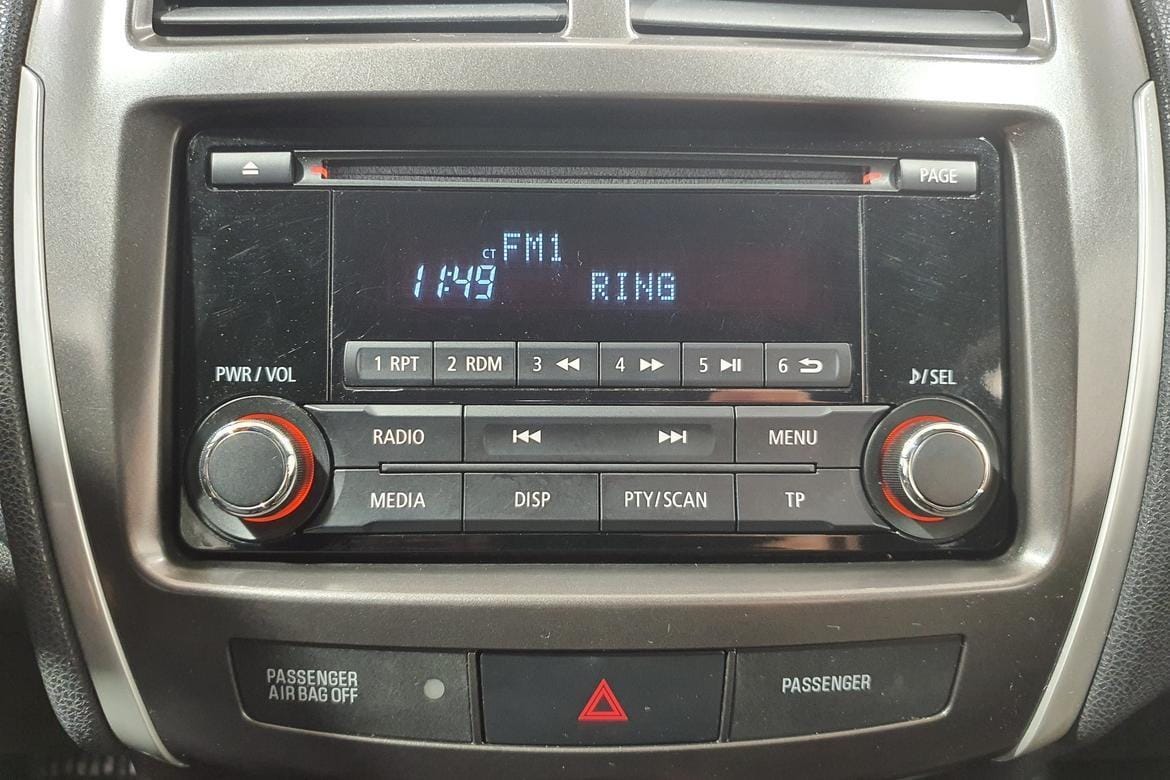 PAGE
CT FM1
11:49 RING
1 RPT 2 RDM 3 4 5 6
PWR / VOL
/SEL
RADIO MENU
MEDIA DISP PTY/SCAN TP
PASSENGER
AIR BAG OFF
PASSENGER